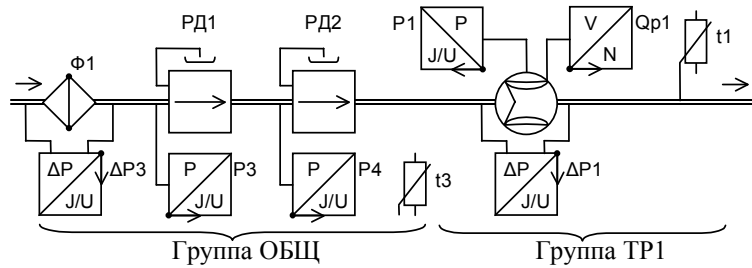 РД1 РД2 P1 P V Qp1
Ф1 J/U N t1
ΔP ΔP3 P P3 P P4 t3 ΔP ΔP1
J/U J/U J/U J/U
Группа ОБЩ Группа ТР1